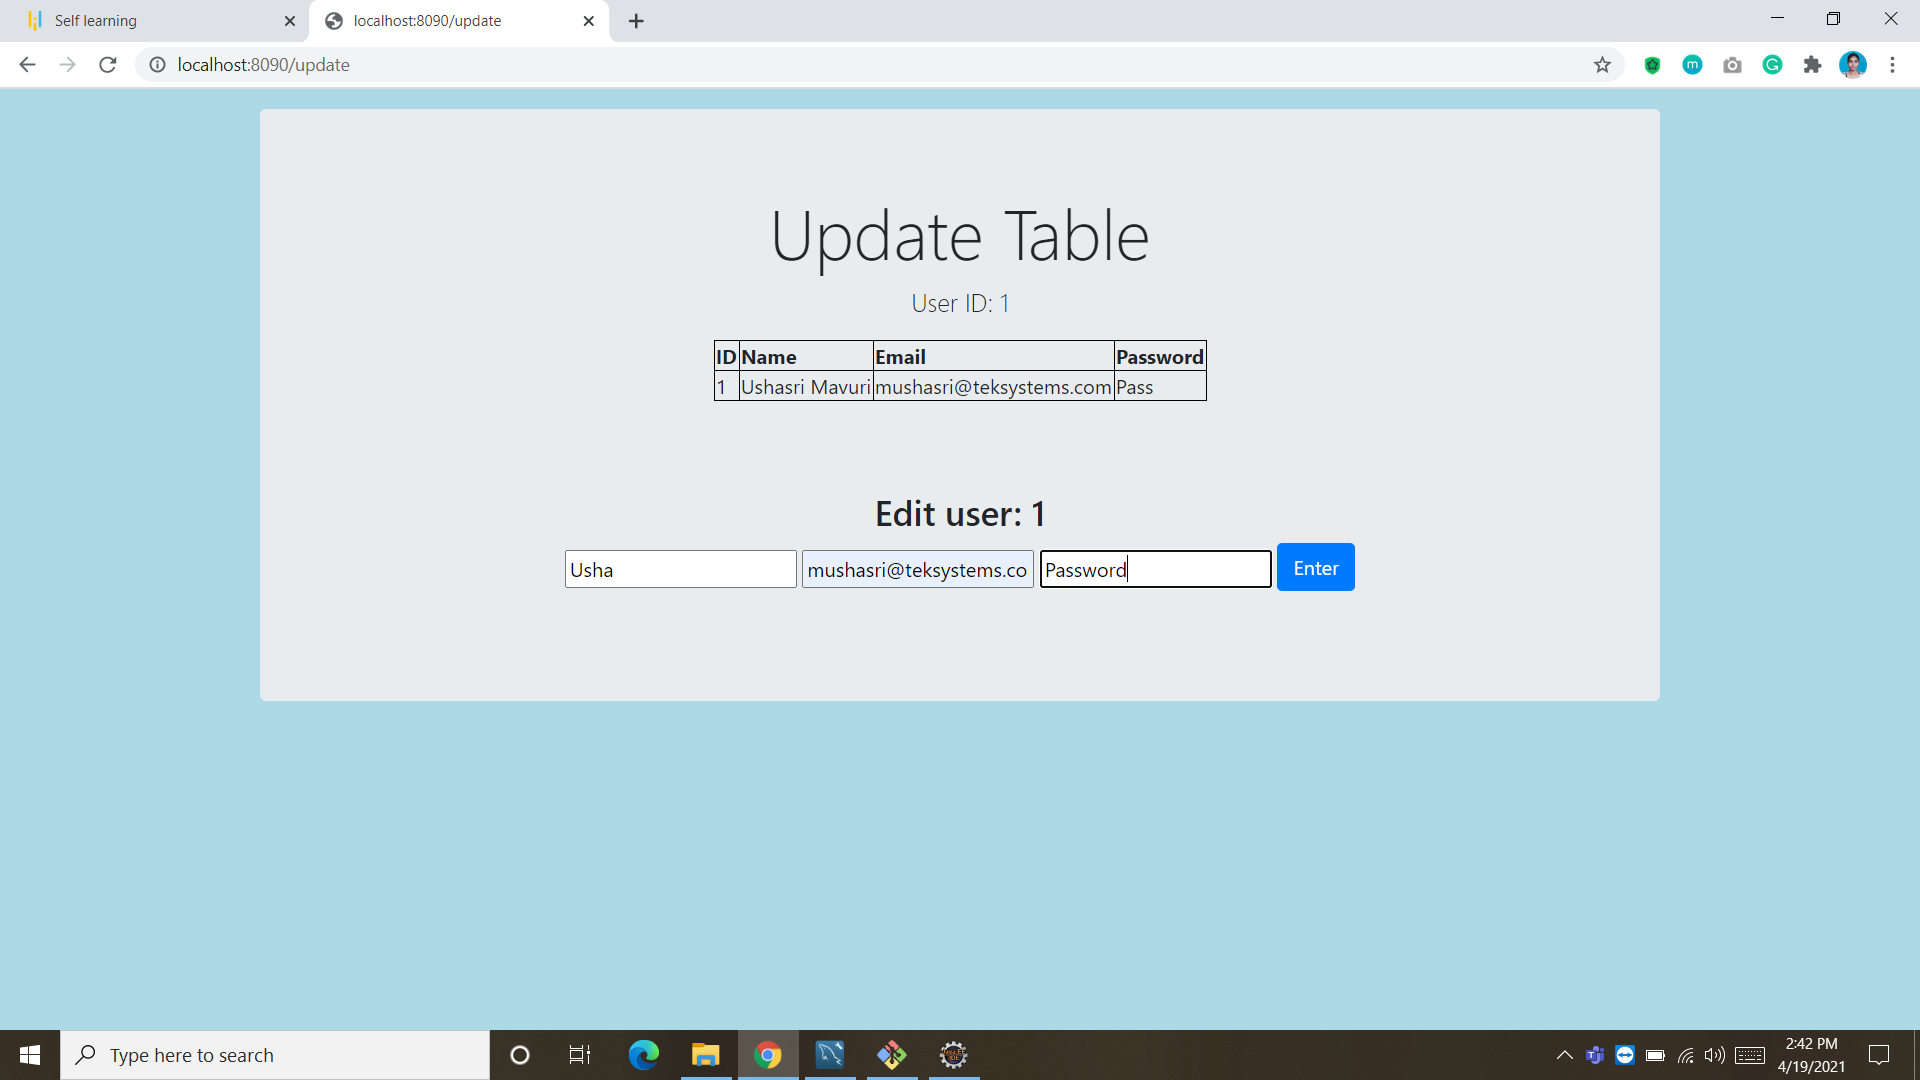 Self learning
localhost:8090/update
localhost:8090/update
Update Table
User ID: 1
ID Name Email Password
1 Ushasri Mavuri mushasri@teksystems.com Pass
Edit user: 1
Usha mushasri@teksystems.co Password Enter
Type here to search
2:42 PM
4/19/2021